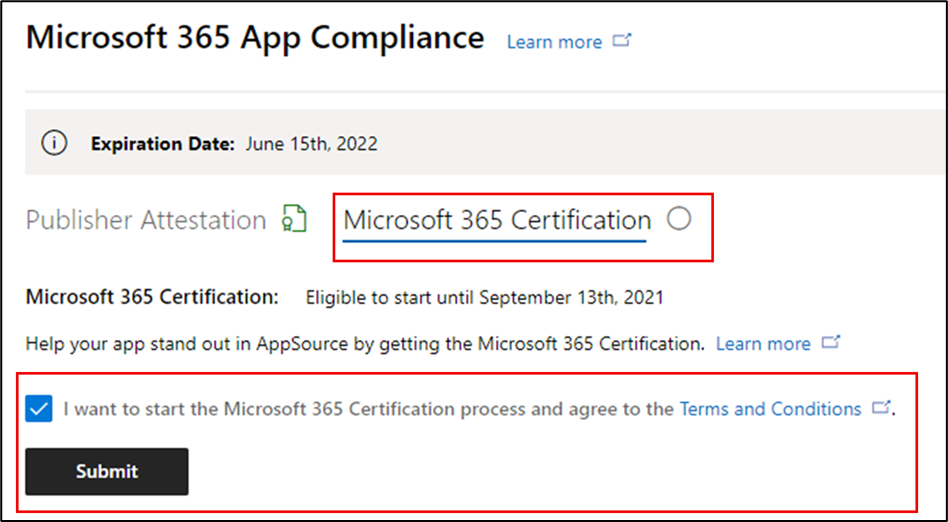 Microsoft 365 App Compliance Learn more
Expiration Date: June 15th, 2022
Publisher Attestation Microsoft 365 Certification
Microsoft 365 Certification: Eligible to start until September 13th, 2021
Help your app stand out in AppSource by getting the Microsoft 365 Certification. Learn more
I want to start the Microsoft 365 Certification process and agree to the Terms and Conditions .
Submit